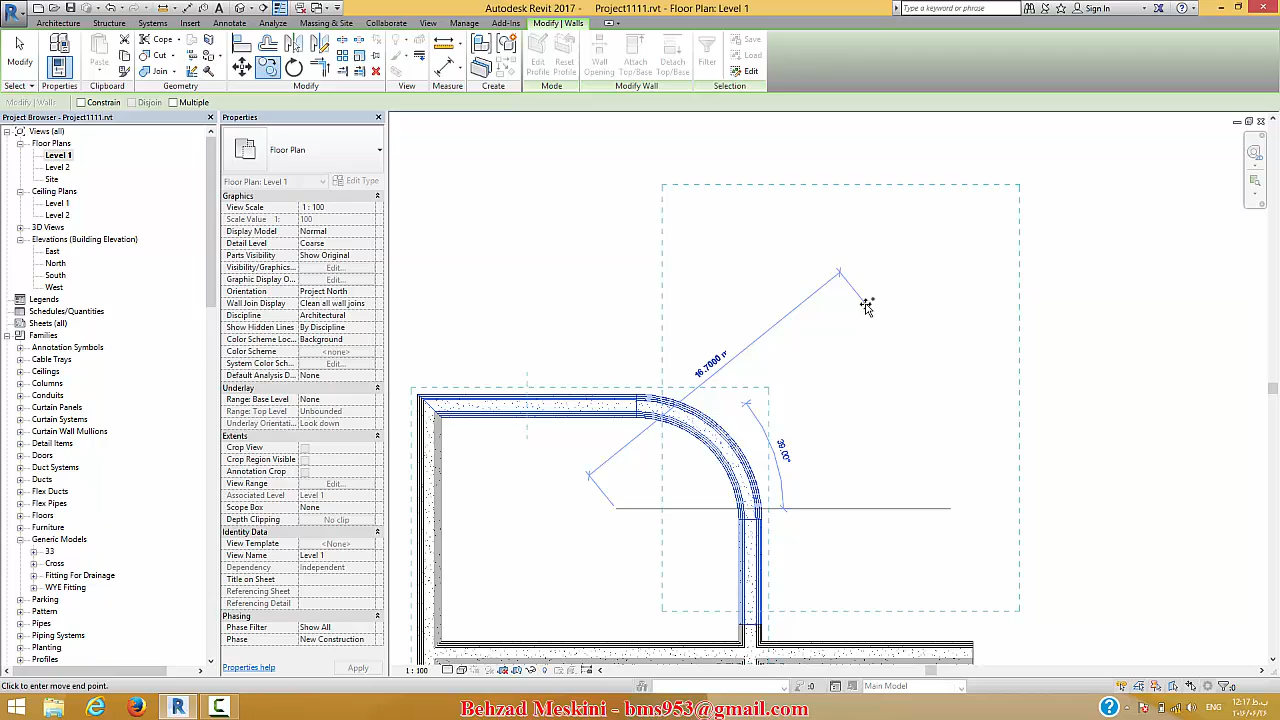 Autodesk Revit 2017 - Project1111.rvt - Floor Plan: Level 1
Type a keyword or phrase
Sign In
Architecture Structure Systems Insert Annotate Analyze Massing & Site Collaborate View Manage Add-Ins Modify | Walls
Modify
Paste
Cope
Cut
Join
Edit Profile
Reset Profile
Wall Opening
Attach Top/Base
Detach Top/Base
Filter
Save
Load
Edit
Select Properties Clipboard Geometry Modify View Measure Create Mode Modify Wall Selection
Modify | Walls Constrain Disjoin Multiple
Project Browser - Project1111.rvt
Views (all)
Floor Plans
Level 1
Level 2
Site
Ceiling Plans
Level 1
Level 2
3D Views
Elevations (Building Elevation)
East
North
South
West
Legends
Schedules/Quantities
Sheets (all)
Families
Annotation Symbols
Cable Trays
Ceilings
Columns
Conduits
Curtain Panels
Curtain Systems
Curtain Wall Mullions
Detail Items
Doors
Duct Systems
Ducts
Flex Ducts
Flex Pipes
Floors
Furniture
Generic Models
33
Cross
Fitting For Drainage
WYE Fitting
Parking
Pattern
Pipes
Piping Systems
Planting
Profiles
Properties
Floor Plan
Floor Plan: Level 1 Edit Type
Graphics
View Scale 1 : 100
Scale Value 1: 100
Display Model Normal
Detail Level Coarse
Parts Visibility Show Original
Visibility/Graphics... Edit...
Graphic Display O... Edit...
Orientation Project North
Wall Join Display Clean all wall joins
Discipline Architectural
Show Hidden Lines By Discipline
Color Scheme Loc... Background
Color Scheme <none>
System Color Sch... Edit...
Default Analysis D... None
Underlay
Range: Base Level None
Range: Top Level Unbounded
Underlay Orientati... Look down
Extents
Crop View
Crop Region Visible
Annotation Crop
View Range Edit...
Associated Level Level 1
Scope Box None
Depth Clipping No clip
Identity Data
View Template <None>
View Name Level 1
Dependency Independent
Title on Sheet
Referencing Sheet
Referencing Detail
Phasing
Phase Filter Show All
Phase New Construction
Properties help Apply
39.00°
1 : 100
Click to enter move end point.
:0
Main Model
:0
Behzad Meskini - bms953@gmail.com
ENG